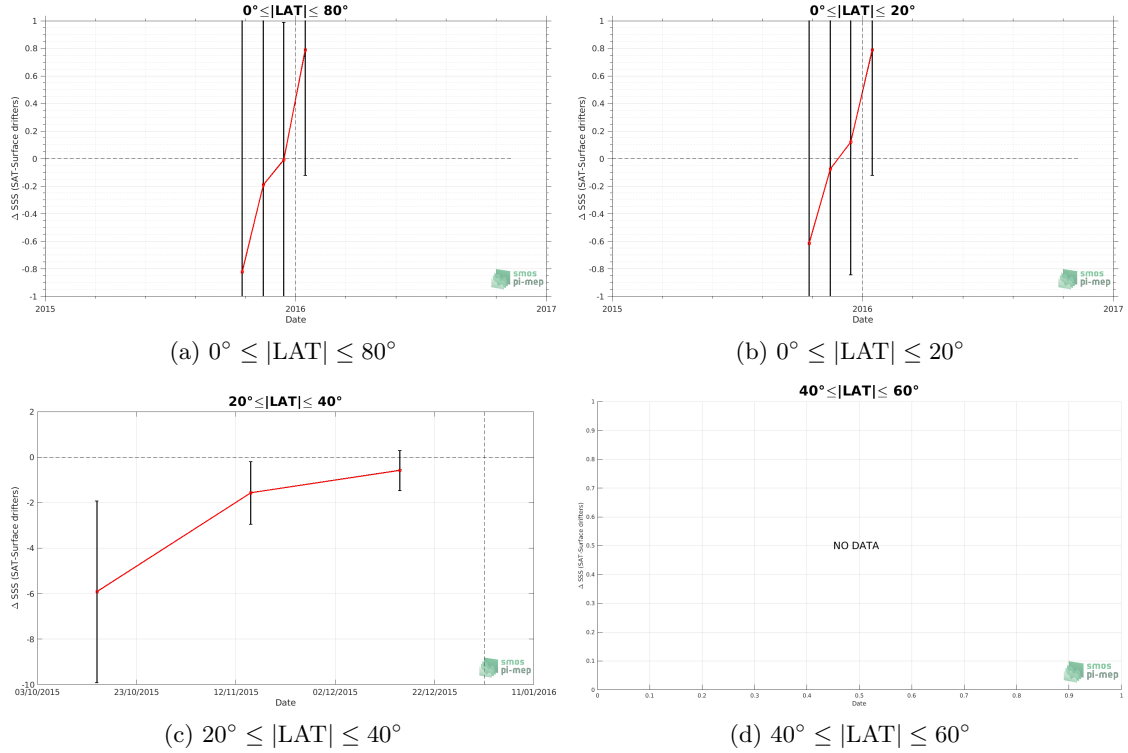 0°≤|LAT|≤ 80°
1
0.8
0.6
0.4
0.2
0
-0.2
-0.4
-0.6
-0.8
-1
Δ SSS (SAT-Surface drifters)
2015
2016
2017
Date
smos
pi-mep
(a) 0° ≤ |LAT| ≤ 80°
0°≤|LAT|≤ 20°
1
0.8
0.6
0.4
0.2
0
-0.2
-0.4
-0.6
-0.8
-1
Δ SSS (SAT-Surface drifters)
2015
2016
2017
Date
smos
pi-mep
(b) 0° ≤ |LAT| ≤ 20°
20°≤|LAT|≤ 40°
2
0
-2
-4
-6
-8
-10
Δ SSS (SAT-Surface drifters)
03/10/2015
23/10/2015
12/11/2015
02/12/2015
22/12/2015
11/01/2016
Date
smos
pi-mep
(c) 20° ≤ |LAT| ≤ 40°
40°≤|LAT|≤ 60°
1
0.9
0.8
0.7
0.6
0.5
0.4
0.3
0.2
0.1
0
Δ SSS (SAT-Surface drifters)
NO DATA
0
0.1
0.2
0.3
0.4
0.5
0.6
0.7
0.8
0.9
1
Date
smos
pi-mep
(d) 40° ≤ |LAT| ≤ 60°